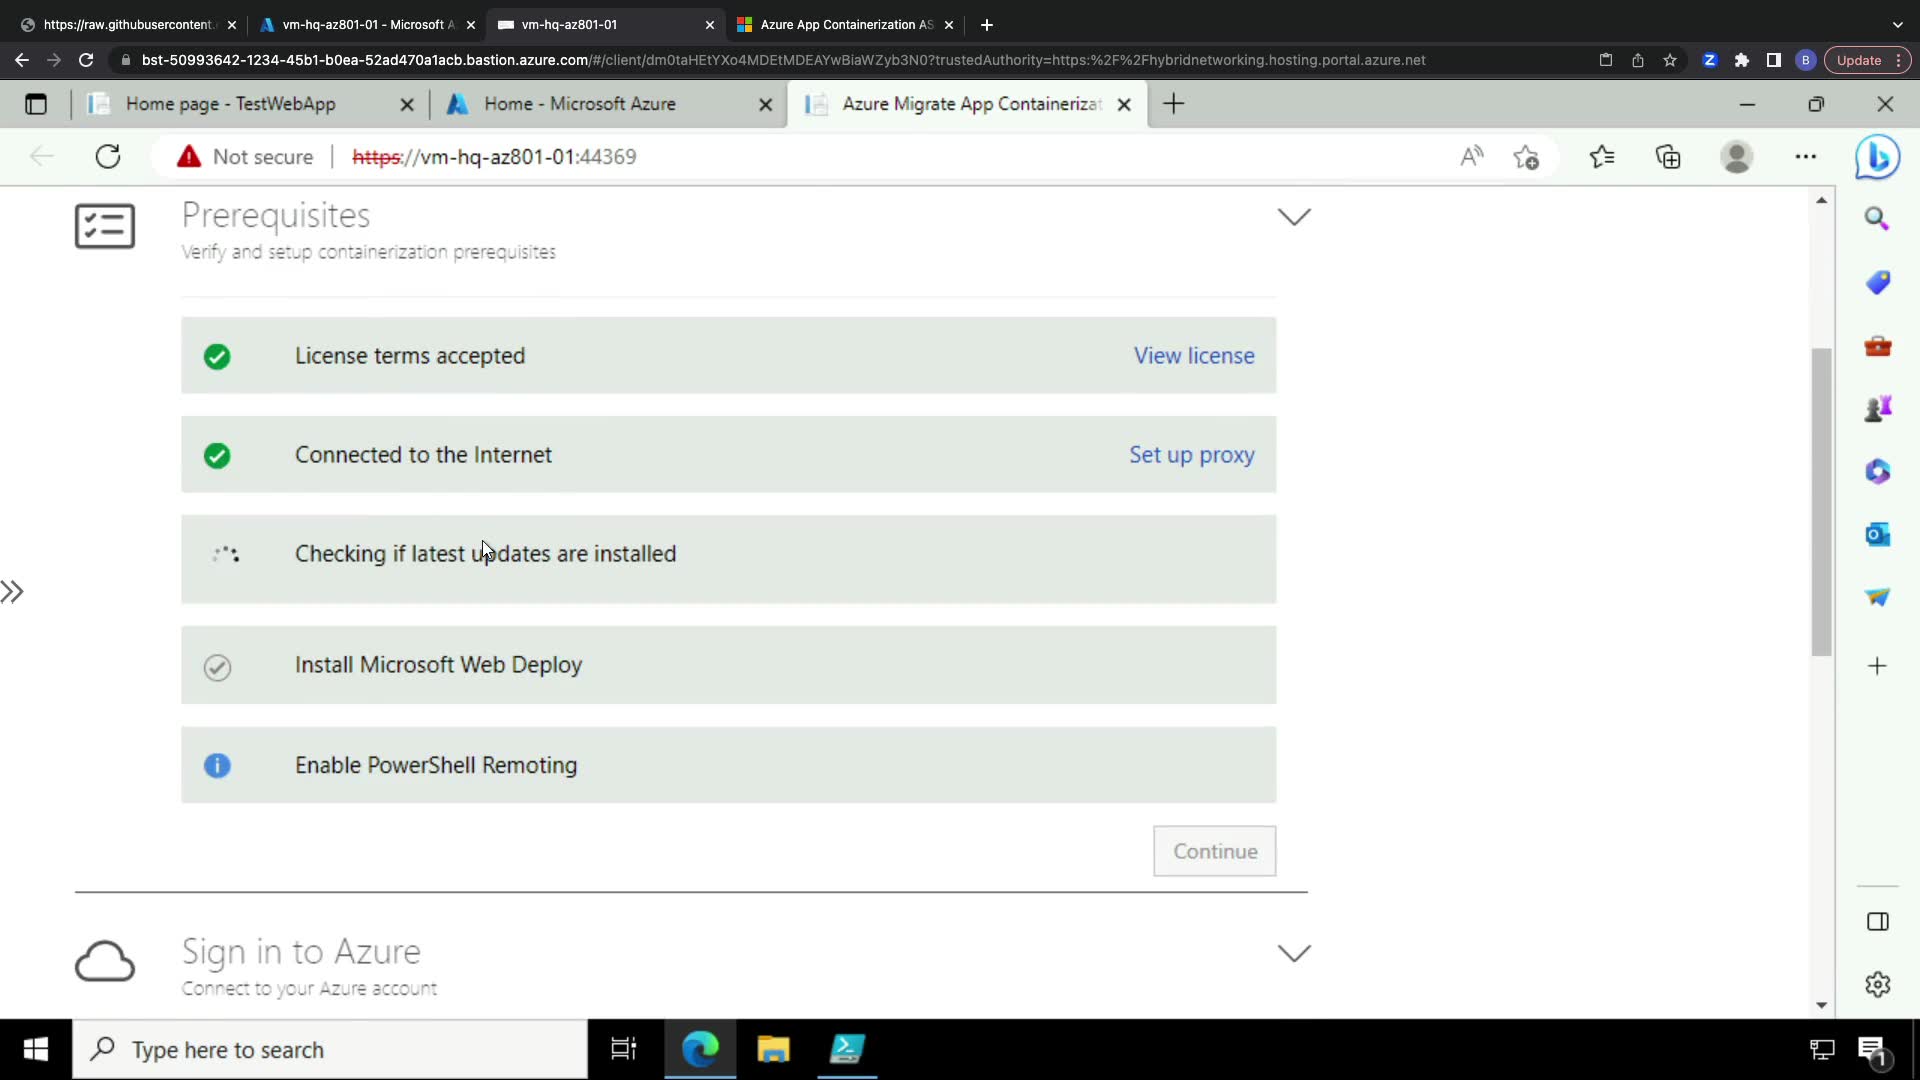 https://raw.githubusercontent.
vm-hq-az801-01 - Microsoft A
vm-hq-az801-01
Azure App Containerization AS
bst-50993642-1234-45b1-b0ea-52ad470a1acb.bastion.azure.com/#/client/dm0taHEtYXo4MDEtMDEAYwBiaWZyb3N0?trustedAuthority=https:%2F%2Fhybridnetworking.hosting.portal.azure.net
B
Update
Home page - TestWebApp
Home - Microsoft Azure
Azure Migrate App Containerizat
Not secure
https://vm-hq-az801-01:44369
Prerequisites
Verify and setup containerization prerequisites
License terms accepted
View license
Connected to the Internet
Set up proxy
Checking if latest updates are installed
Install Microsoft Web Deploy
Enable PowerShell Remoting
Continue
Sign in to Azure
Connect to your Azure account
Type here to search
1